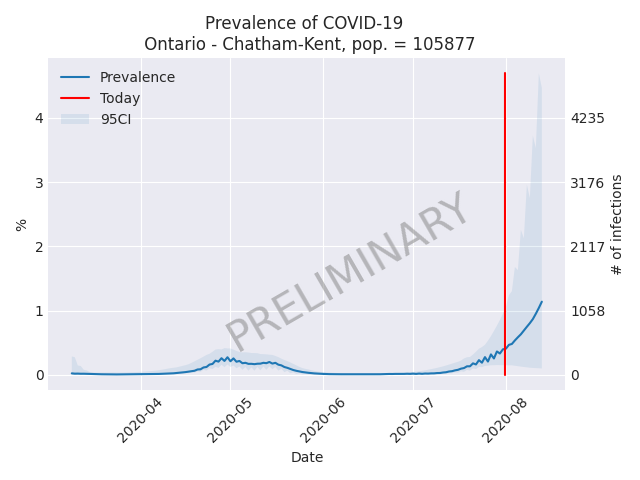 Prevalence of COVID-19
Ontario - Chatham-Kent, pop. = 105877
Prevalence
Today
95CI
%
4
3
2
1
0
4235
3176
2117
1058
0
# of infections
PRELIMINARY
2020-04
2020-05
2020-06
2020-07
2020-08
Date